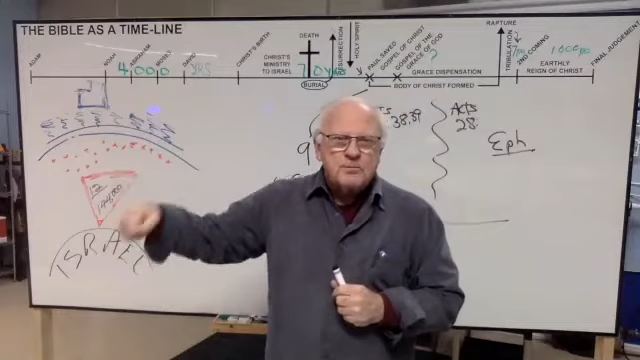 THE BIBLE AS A TIME-LINE
ADAM
NOAH
ABRAHAM
MOSES
DAVID
CHRIST'S BIRTH
CHRIST'S
MINISTRY
TO ISRAEL
DEATH
BURIAL
RESURRECTION
HOLY SPIRIT
PAUL SAVED
GOSPEL OF CHRIST
GOSPEL OF THE
GRACE OF GOD
GRACE DISPENSATION
BODY OF CHRIST FORMED
RAPTURE
TRIBULATION
2ND COMING
EARTHLY
REIGN OF CHRIST
FINAL JUDGEMENT
4,000
?
Acts
28
38,39
Eph
9
12
144,000
ISRAEL